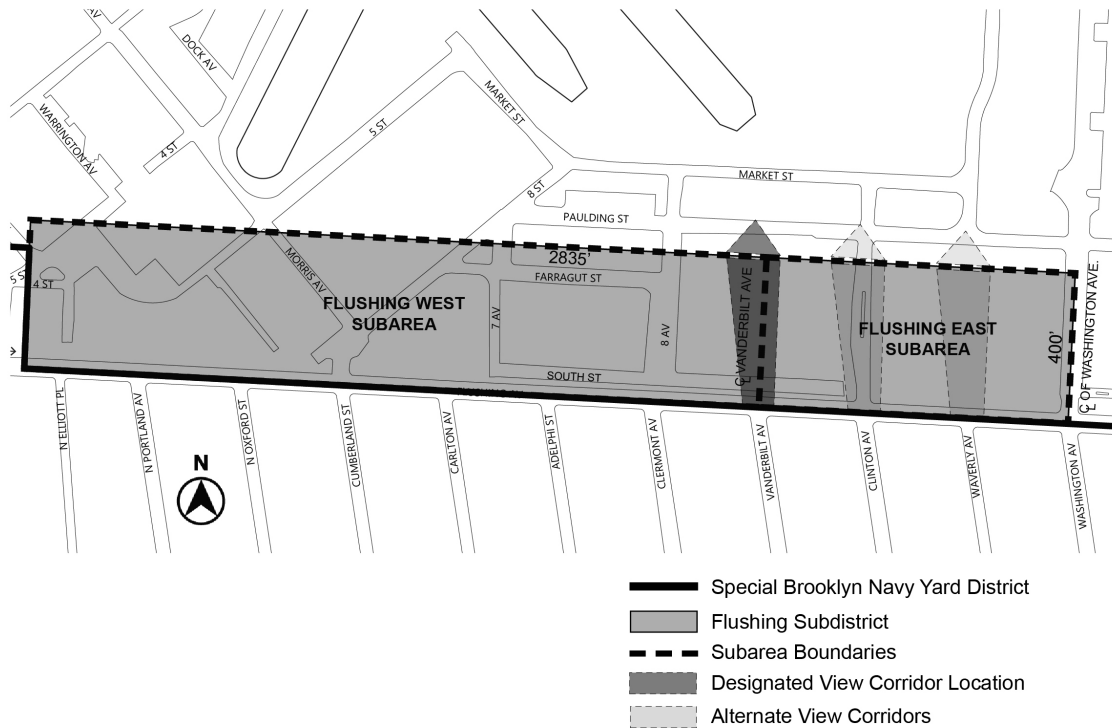 AV
DOCK AV
WARRINGTON AV
4 ST
5 ST
MARKET ST
8 ST
MARKET ST
PAULDING ST
2835'
FARRAGUT ST
MORRIS AV
4 ST
FLUSHING WEST
SUBAREA
7 AV
8 AV
SOUTH ST
CL VANDERBILT AVE
FLUSHING EAST
SUBAREA
400'
CL OF WASHINGTON AVE.
N ELLIOTT PL
N PORTLAND AV
N OXFORD ST
CUMBERLAND ST
CARLTON AV
ADELPHI ST
CLERMONT AV
VANDERBILT AV
CLINTON AV
WAVERLY AV
WASHINGTON AV
N
Special Brooklyn Navy Yard District
Flushing Subdistrict
Subarea Boundaries
Designated View Corridor Location
Alternate View Corridors